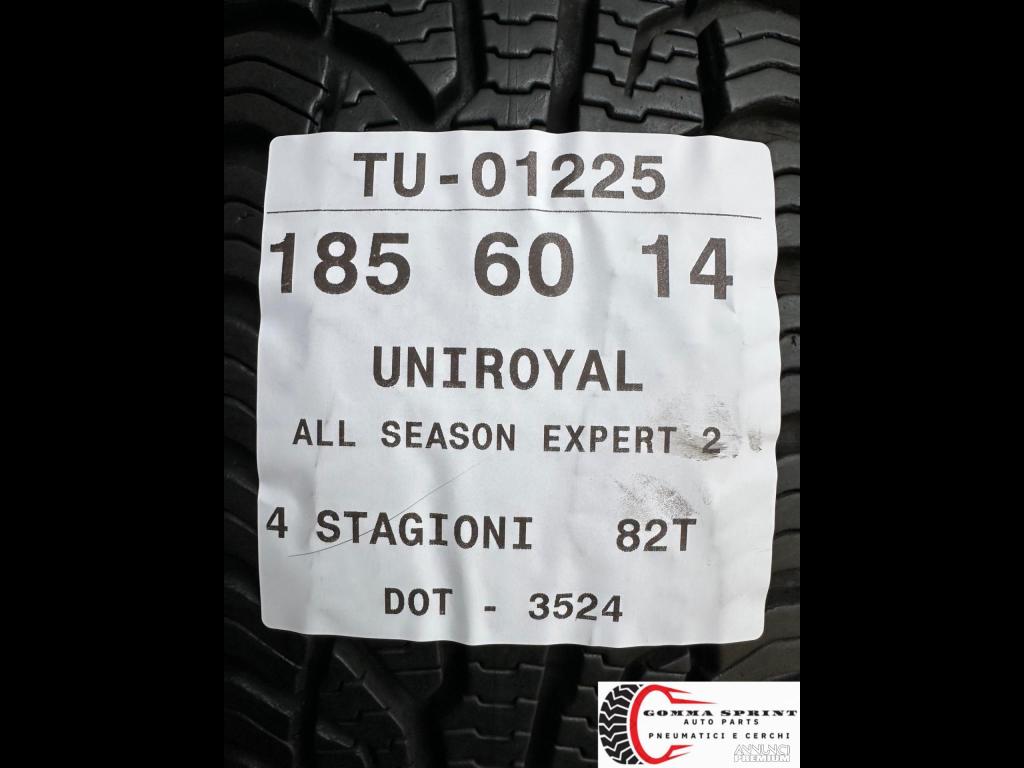 TU-01225
185 60 14
UNIROYAL
ALL SEASON EXPERT 2
4 STAGIONI 82T
DOT - 3524
GOMMA SPRINT
AUTO PARTS
PNEUMATICI E CERCHI
ANNUNCI
PREMIUM